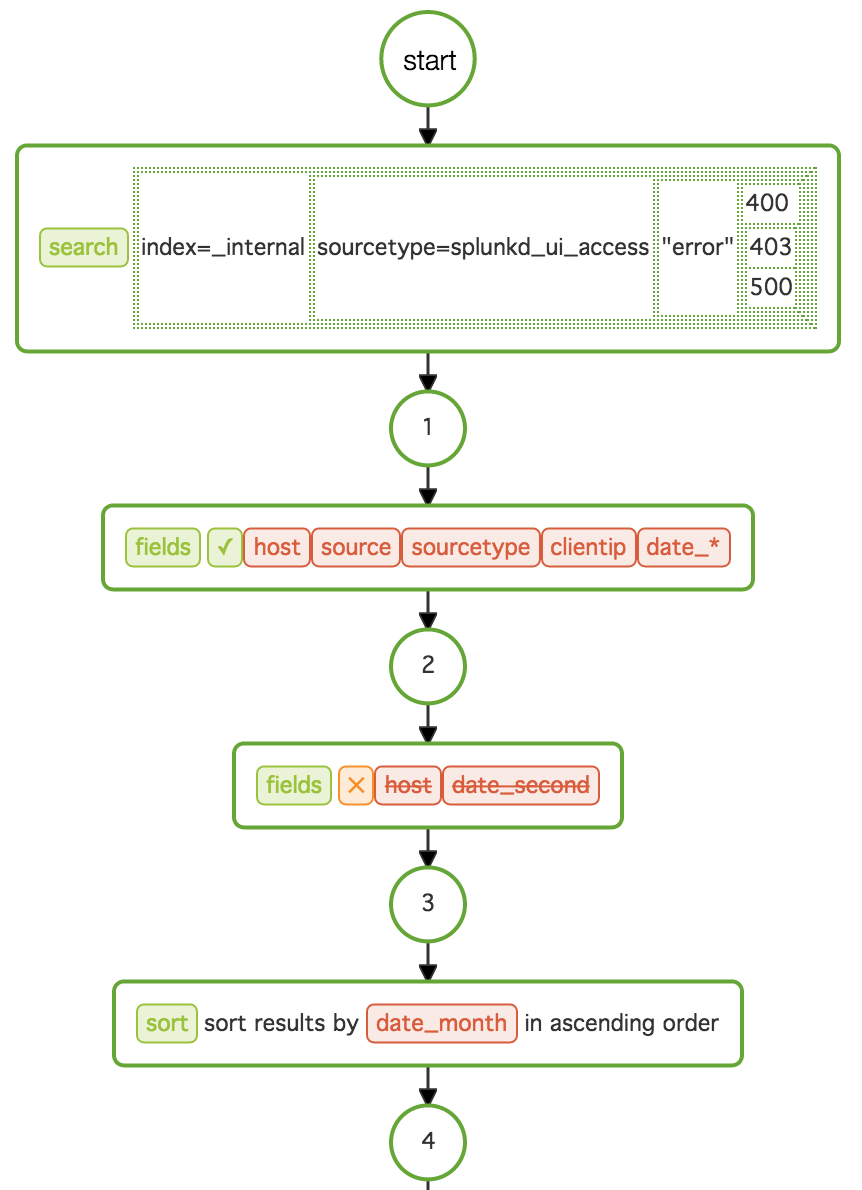 start
400
search index=_internal sourcetype=splunkd_ui_access "error" 403
500
1
fields ✓ host source sourcetype clientip date_*
2
fields ✕ host date_second
3
sort sort results by date_month in ascending order
4